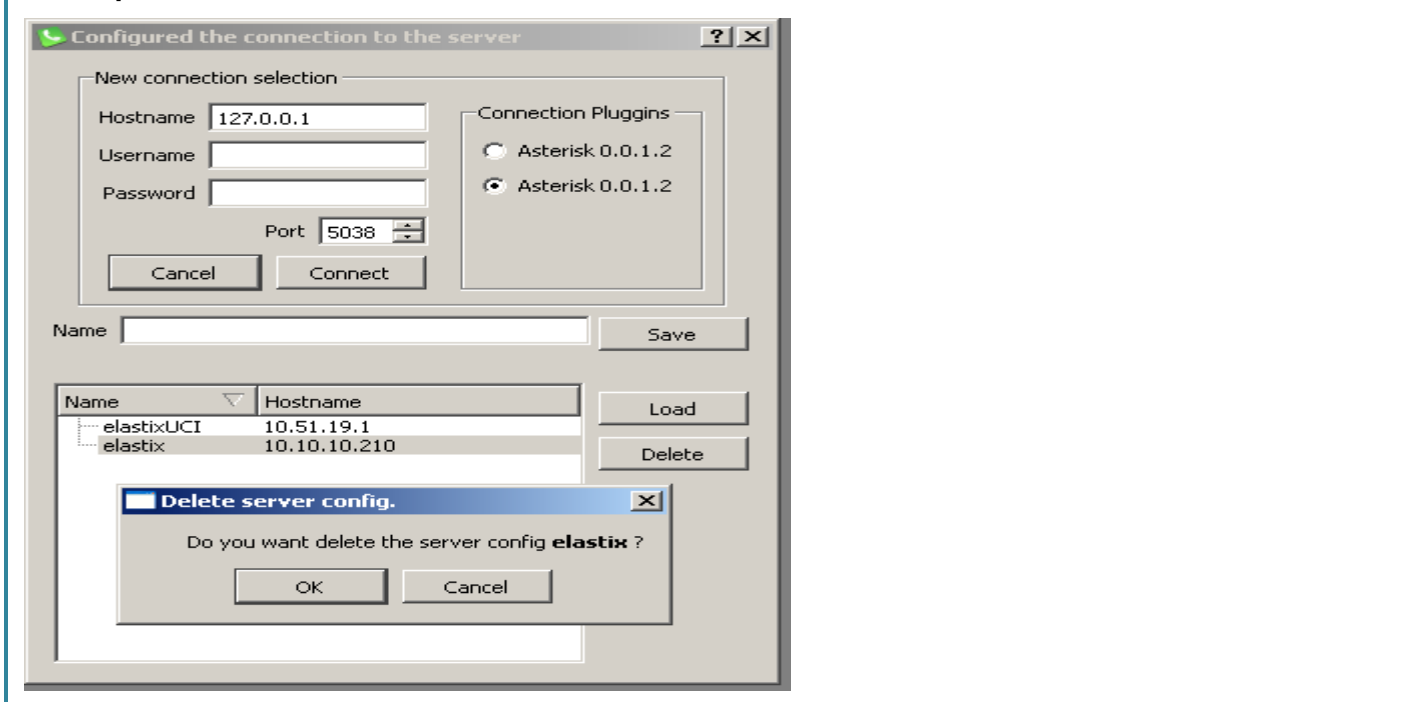 Configured the connection to the server
New connection selection
Hostname 127.0.0.1
Username
Password
Port 5038
Cancel Connect
Connection Pluggins
Asterisk 0.0.1.2
Asterisk 0.0.1.2
Name Save
Name Hostname
elastixUCI 10.51.19.1
elastix 10.10.10.210
Load
Delete
Delete server config.
Do you want delete the server config elastix ?
OK Cancel